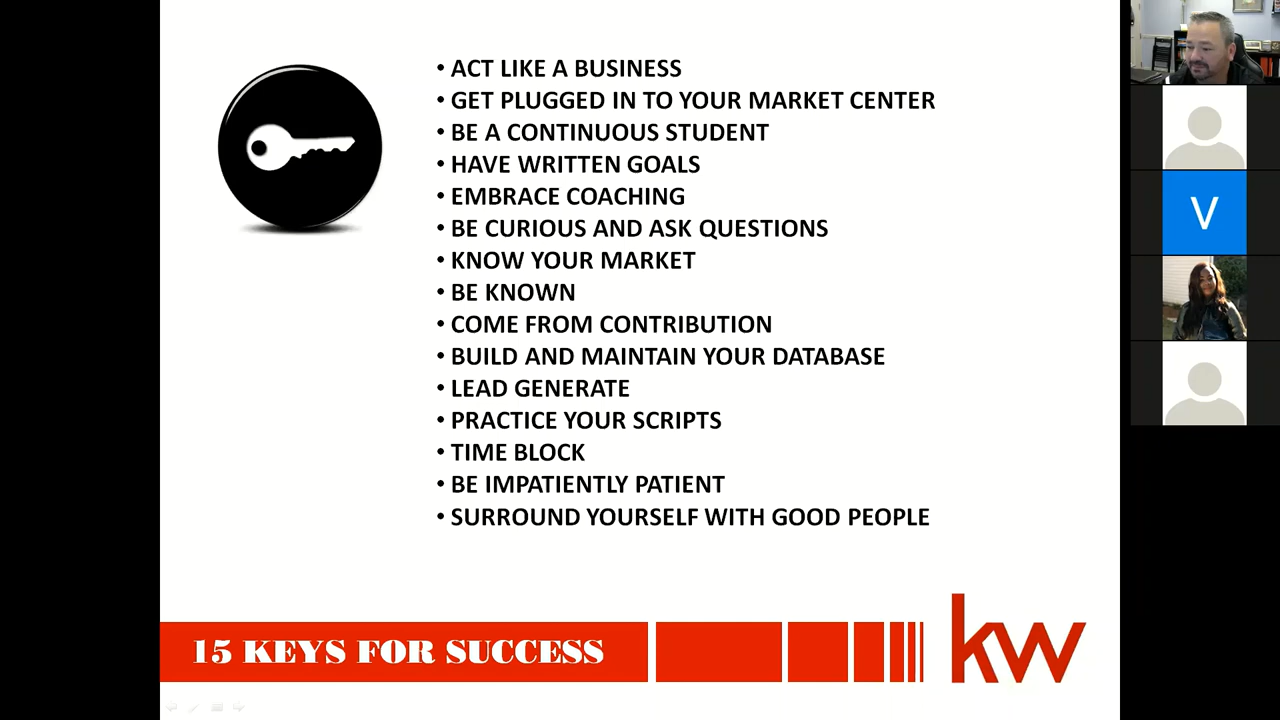 • ACT LIKE A BUSINESS
• GET PLUGGED IN TO YOUR MARKET CENTER
• BE A CONTINUOUS STUDENT
• HAVE WRITTEN GOALS
• EMBRACE COACHING
• BE CURIOUS AND ASK QUESTIONS
• KNOW YOUR MARKET
• BE KNOWN
• COME FROM CONTRIBUTION
• BUILD AND MAINTAIN YOUR DATABASE
• LEAD GENERATE
• PRACTICE YOUR SCRIPTS
• TIME BLOCK
• BE IMPATIENTLY PATIENT
• SURROUND YOURSELF WITH GOOD PEOPLE
15 KEYS FOR SUCCESS
kw
V